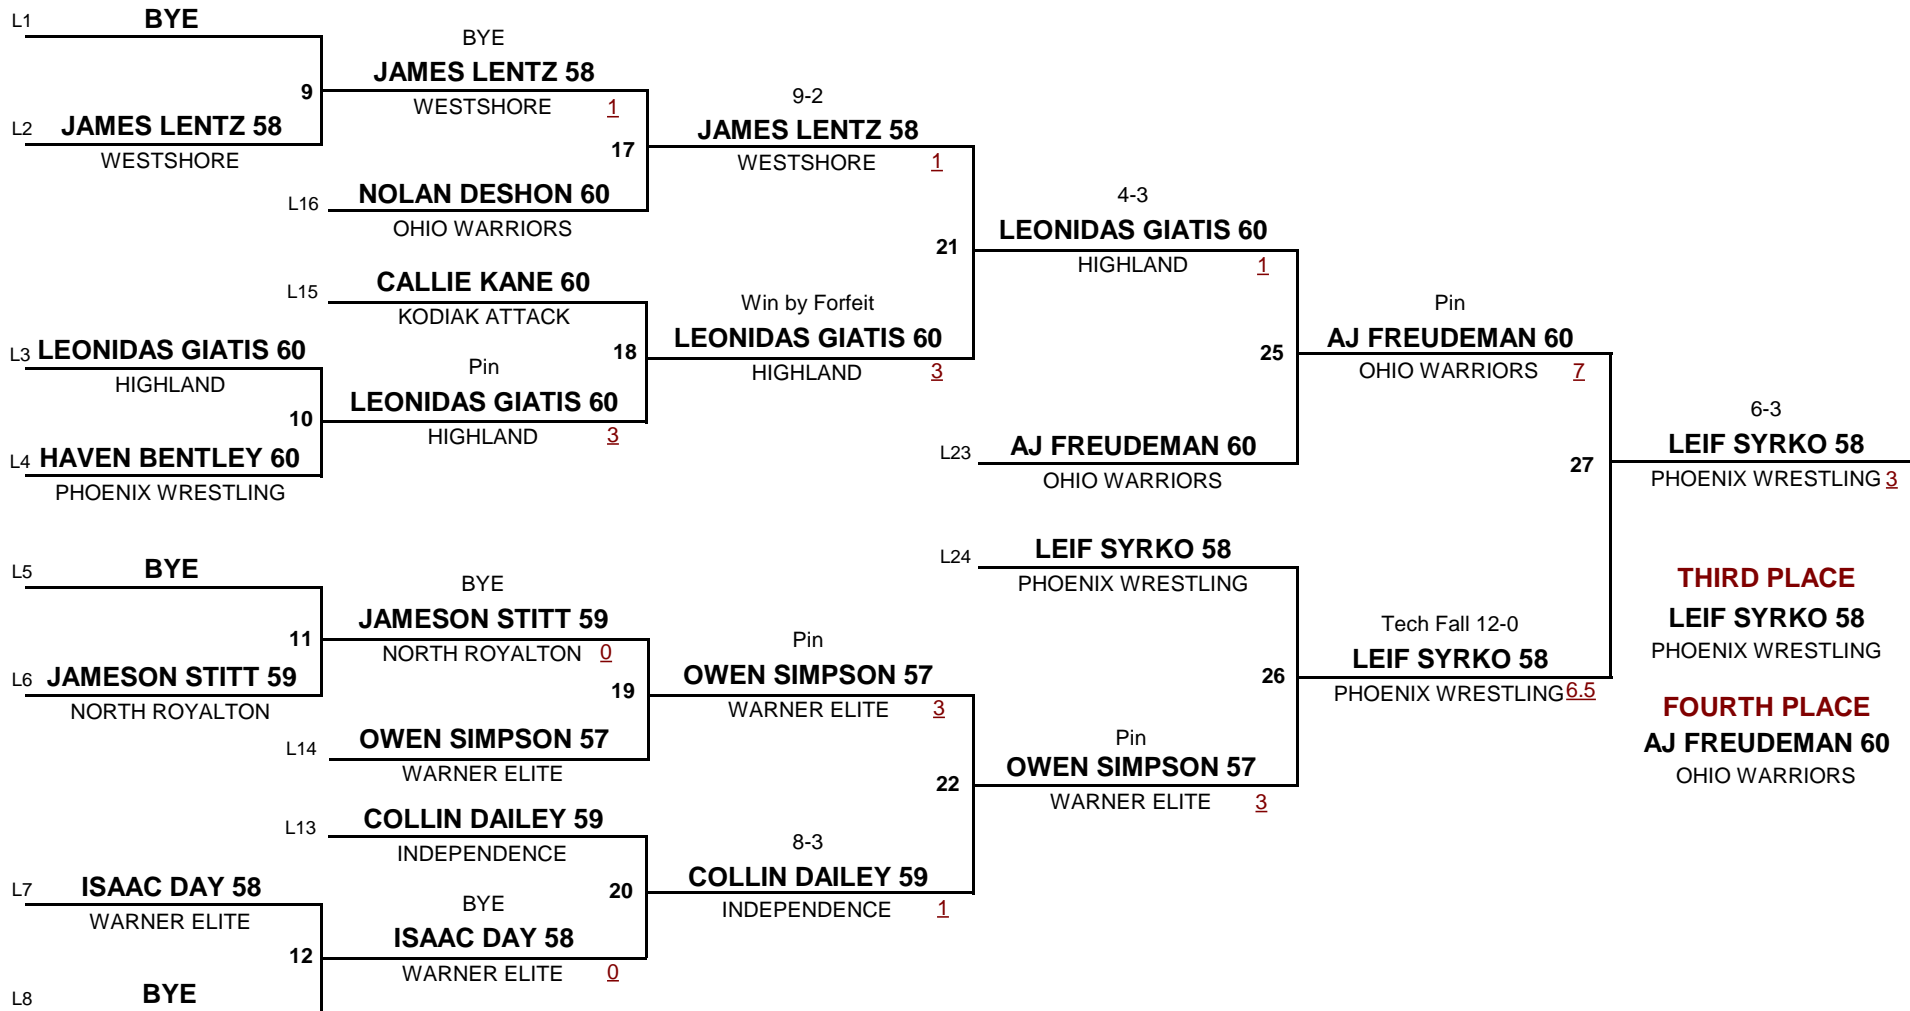 L1 BYE
9
L2 JAMES LENTZ 58
WESTSHORE
L3 LEONIDAS GIATIS 60
HIGHLAND
10
L4 HAVEN BENTLEY 60
PHOENIX WRESTLING
L5 BYE
11
L6 JAMESON STITT 59
NORTH ROYALTON
L7 ISAAC DAY 58
WARNER ELITE
12
L8 BYE
BYE
JAMES LENTZ 58
WESTSHORE 1
17
L16 NOLAN DESHON 60
OHIO WARRIORS
L15 CALLIE KANE 60
KODIAK ATTACK
18
Pin
LEONIDAS GIATIS 60
HIGHLAND 3
BYE
JAMESON STITT 59
NORTH ROYALTON 0
19
L14 OWEN SIMPSON 57
WARNER ELITE
L13 COLLIN DAILEY 59
INDEPENDENCE
20
BYE
ISAAC DAY 58
WARNER ELITE 0
9-2
JAMES LENTZ 58
WESTSHORE 1
21
Win by Forfeit
LEONIDAS GIATIS 60
HIGHLAND 3
Pin
OWEN SIMPSON 57
WARNER ELITE 3
22
8-3
COLLIN DAILEY 59
INDEPENDENCE 1
4-3
LEONIDAS GIATIS 60
HIGHLAND 1
25
L23 AJ FREUDEMAN 60
OHIO WARRIORS
L24 LEIF SYRKO 58
PHOENIX WRESTLING
26
Pin
OWEN SIMPSON 57
WARNER ELITE 3
Pin
AJ FREUDEMAN 60
OHIO WARRIORS 7
27
Tech Fall 12-0
LEIF SYRKO 58
PHOENIX WRESTLING 6.5
6-3
LEIF SYRKO 58
PHOENIX WRESTLING 3
THIRD PLACE
LEIF SYRKO 58
PHOENIX WRESTLING
FOURTH PLACE
AJ FREUDEMAN 60
OHIO WARRIORS